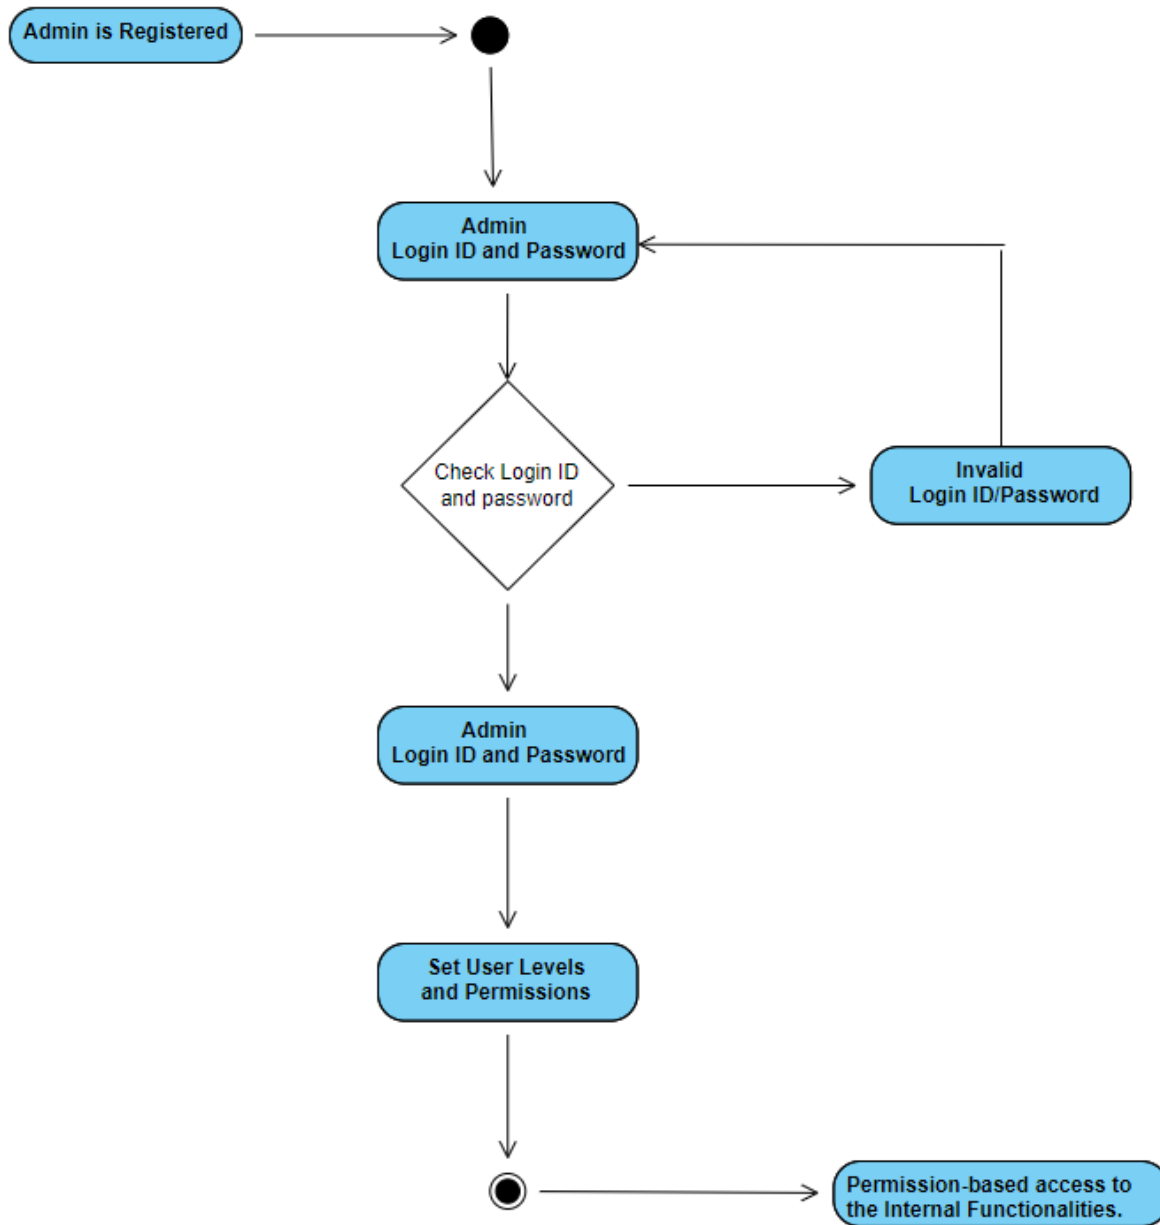 Admin is Registered
Admin
Login ID and Password
Check Login ID
and password
Invalid
Login ID/Password
Admin
Login ID and Password
Set User Levels
and Permissions
Permission-based access to
the Internal Functionalities.